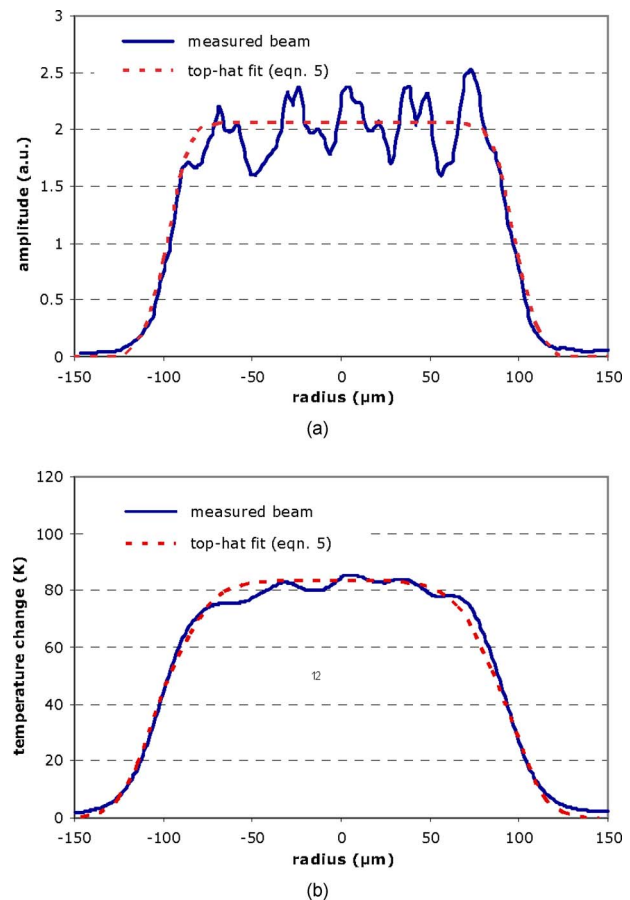 3
2.5
2
1.5
1
0.5
0
amplitude (a.u.)
measured beam
top-hat fit (eqn. 5)
-150 -100 -50 0 50 100 150
radius (µm)
(a)
120
100
80
60
40
20
0
temperature change (K)
measured beam
top-hat fit (eqn. 5)
12
-150 -100 -50 0 50 100 150
radius (µm)
(b)